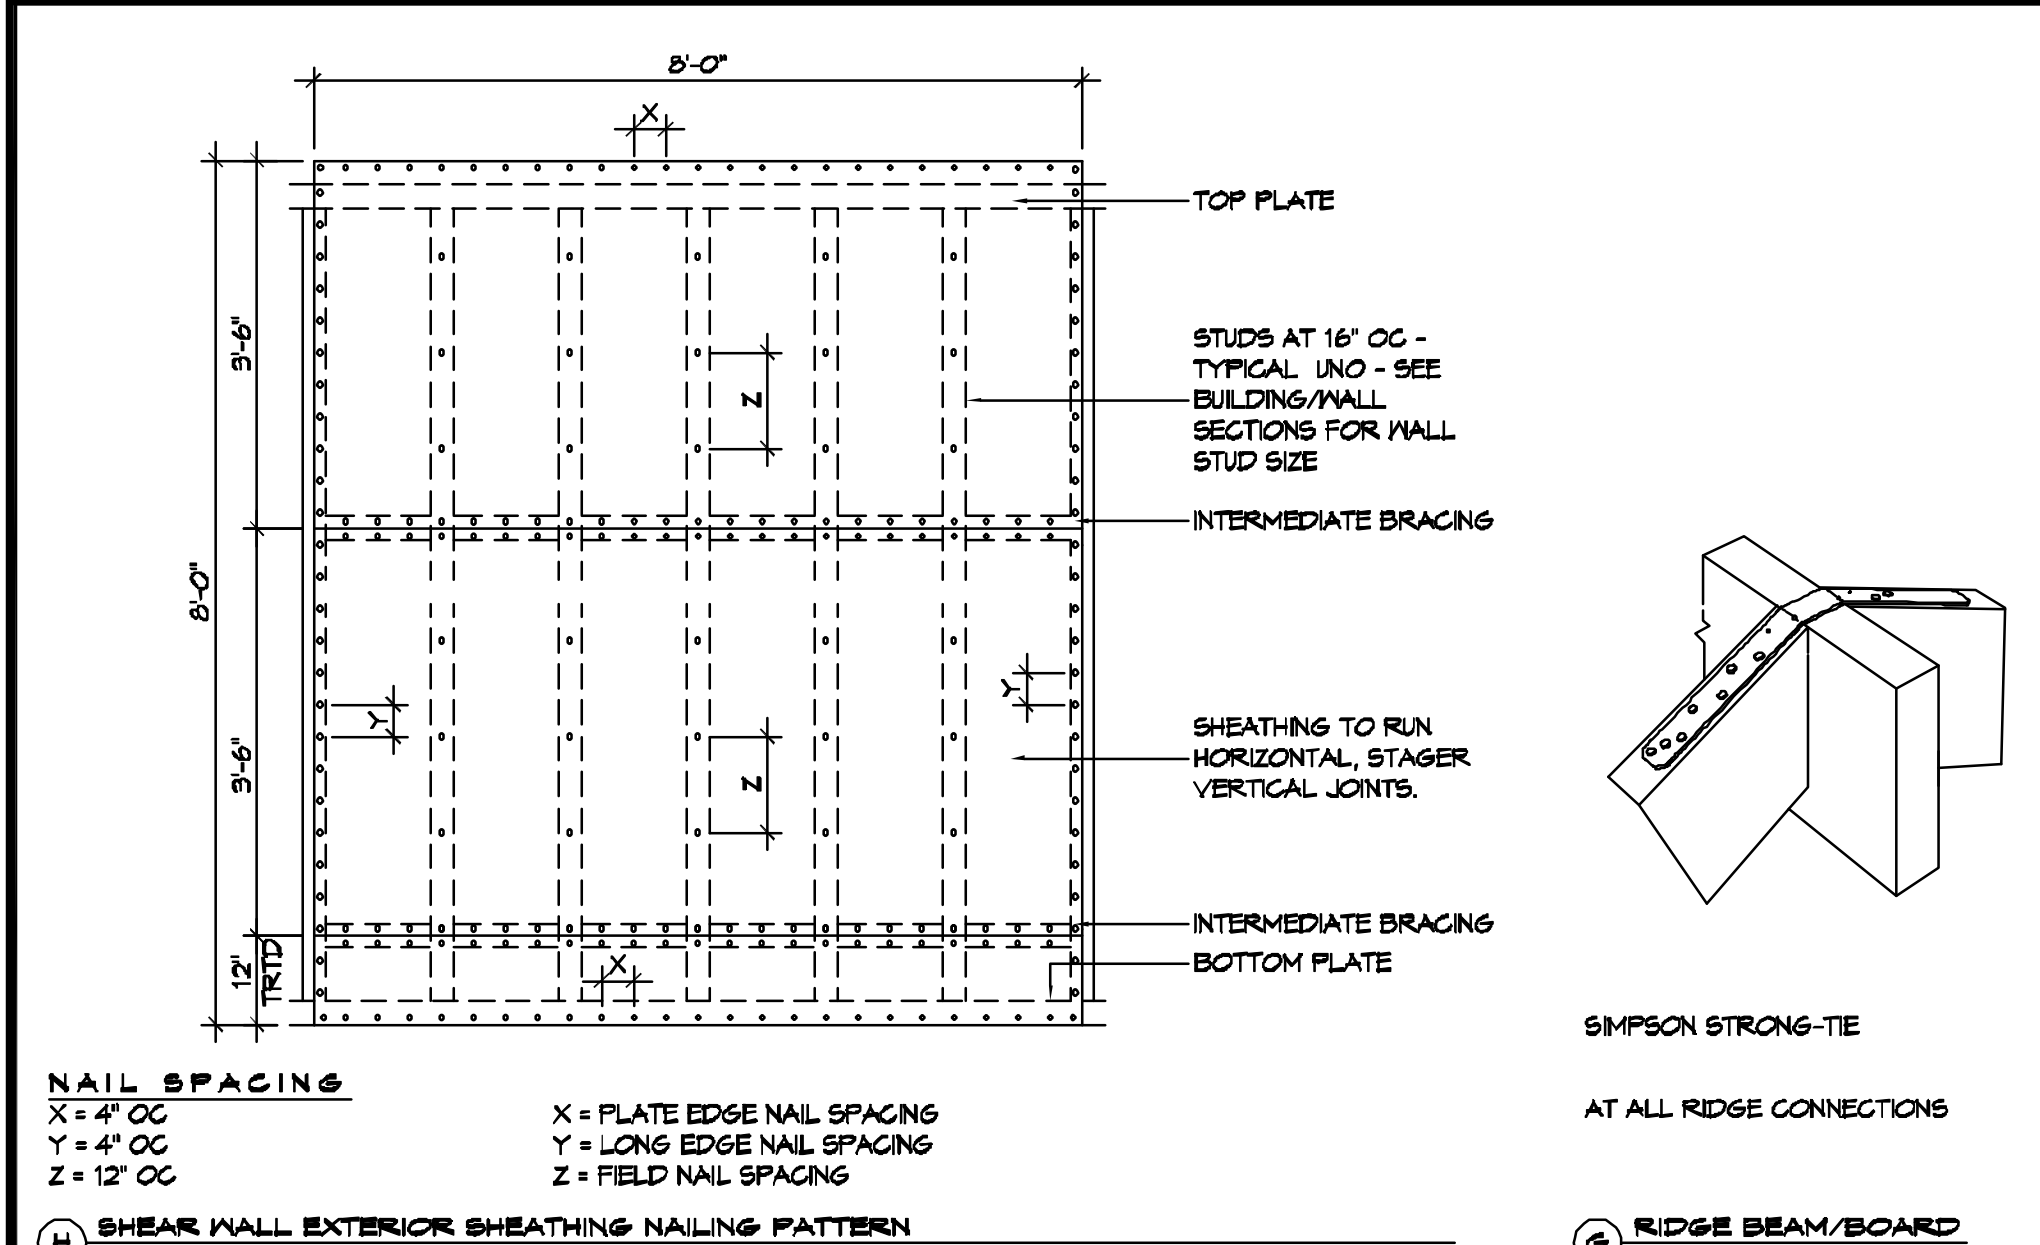 8'-0"
X
TOP PLATE
3'-6"
STUDS AT 16" OC -
TYPICAL UNO - SEE
BUILDING/WALL
SECTIONS FOR WALL
STUD SIZE
Z
INTERMEDIATE BRACING
8'-0"
Y
Y
3'-6"
Z
SHEATHING TO RUN
HORIZONTAL, STAGER
VERTICAL JOINTS.
INTERMEDIATE BRACING
BOTTOM PLATE
12"
TRTD
X
NAIL SPACING
X = 4" OC
Y = 4" OC
Z = 12" OC
X = PLATE EDGE NAIL SPACING
Y = LONG EDGE NAIL SPACING
Z = FIELD NAIL SPACING
H SHEAR WALL EXTERIOR SHEATHING NAILING PATTERN
SIMPSON STRONG-TIE
AT ALL RIDGE CONNECTIONS
G RIDGE BEAM/BOARD